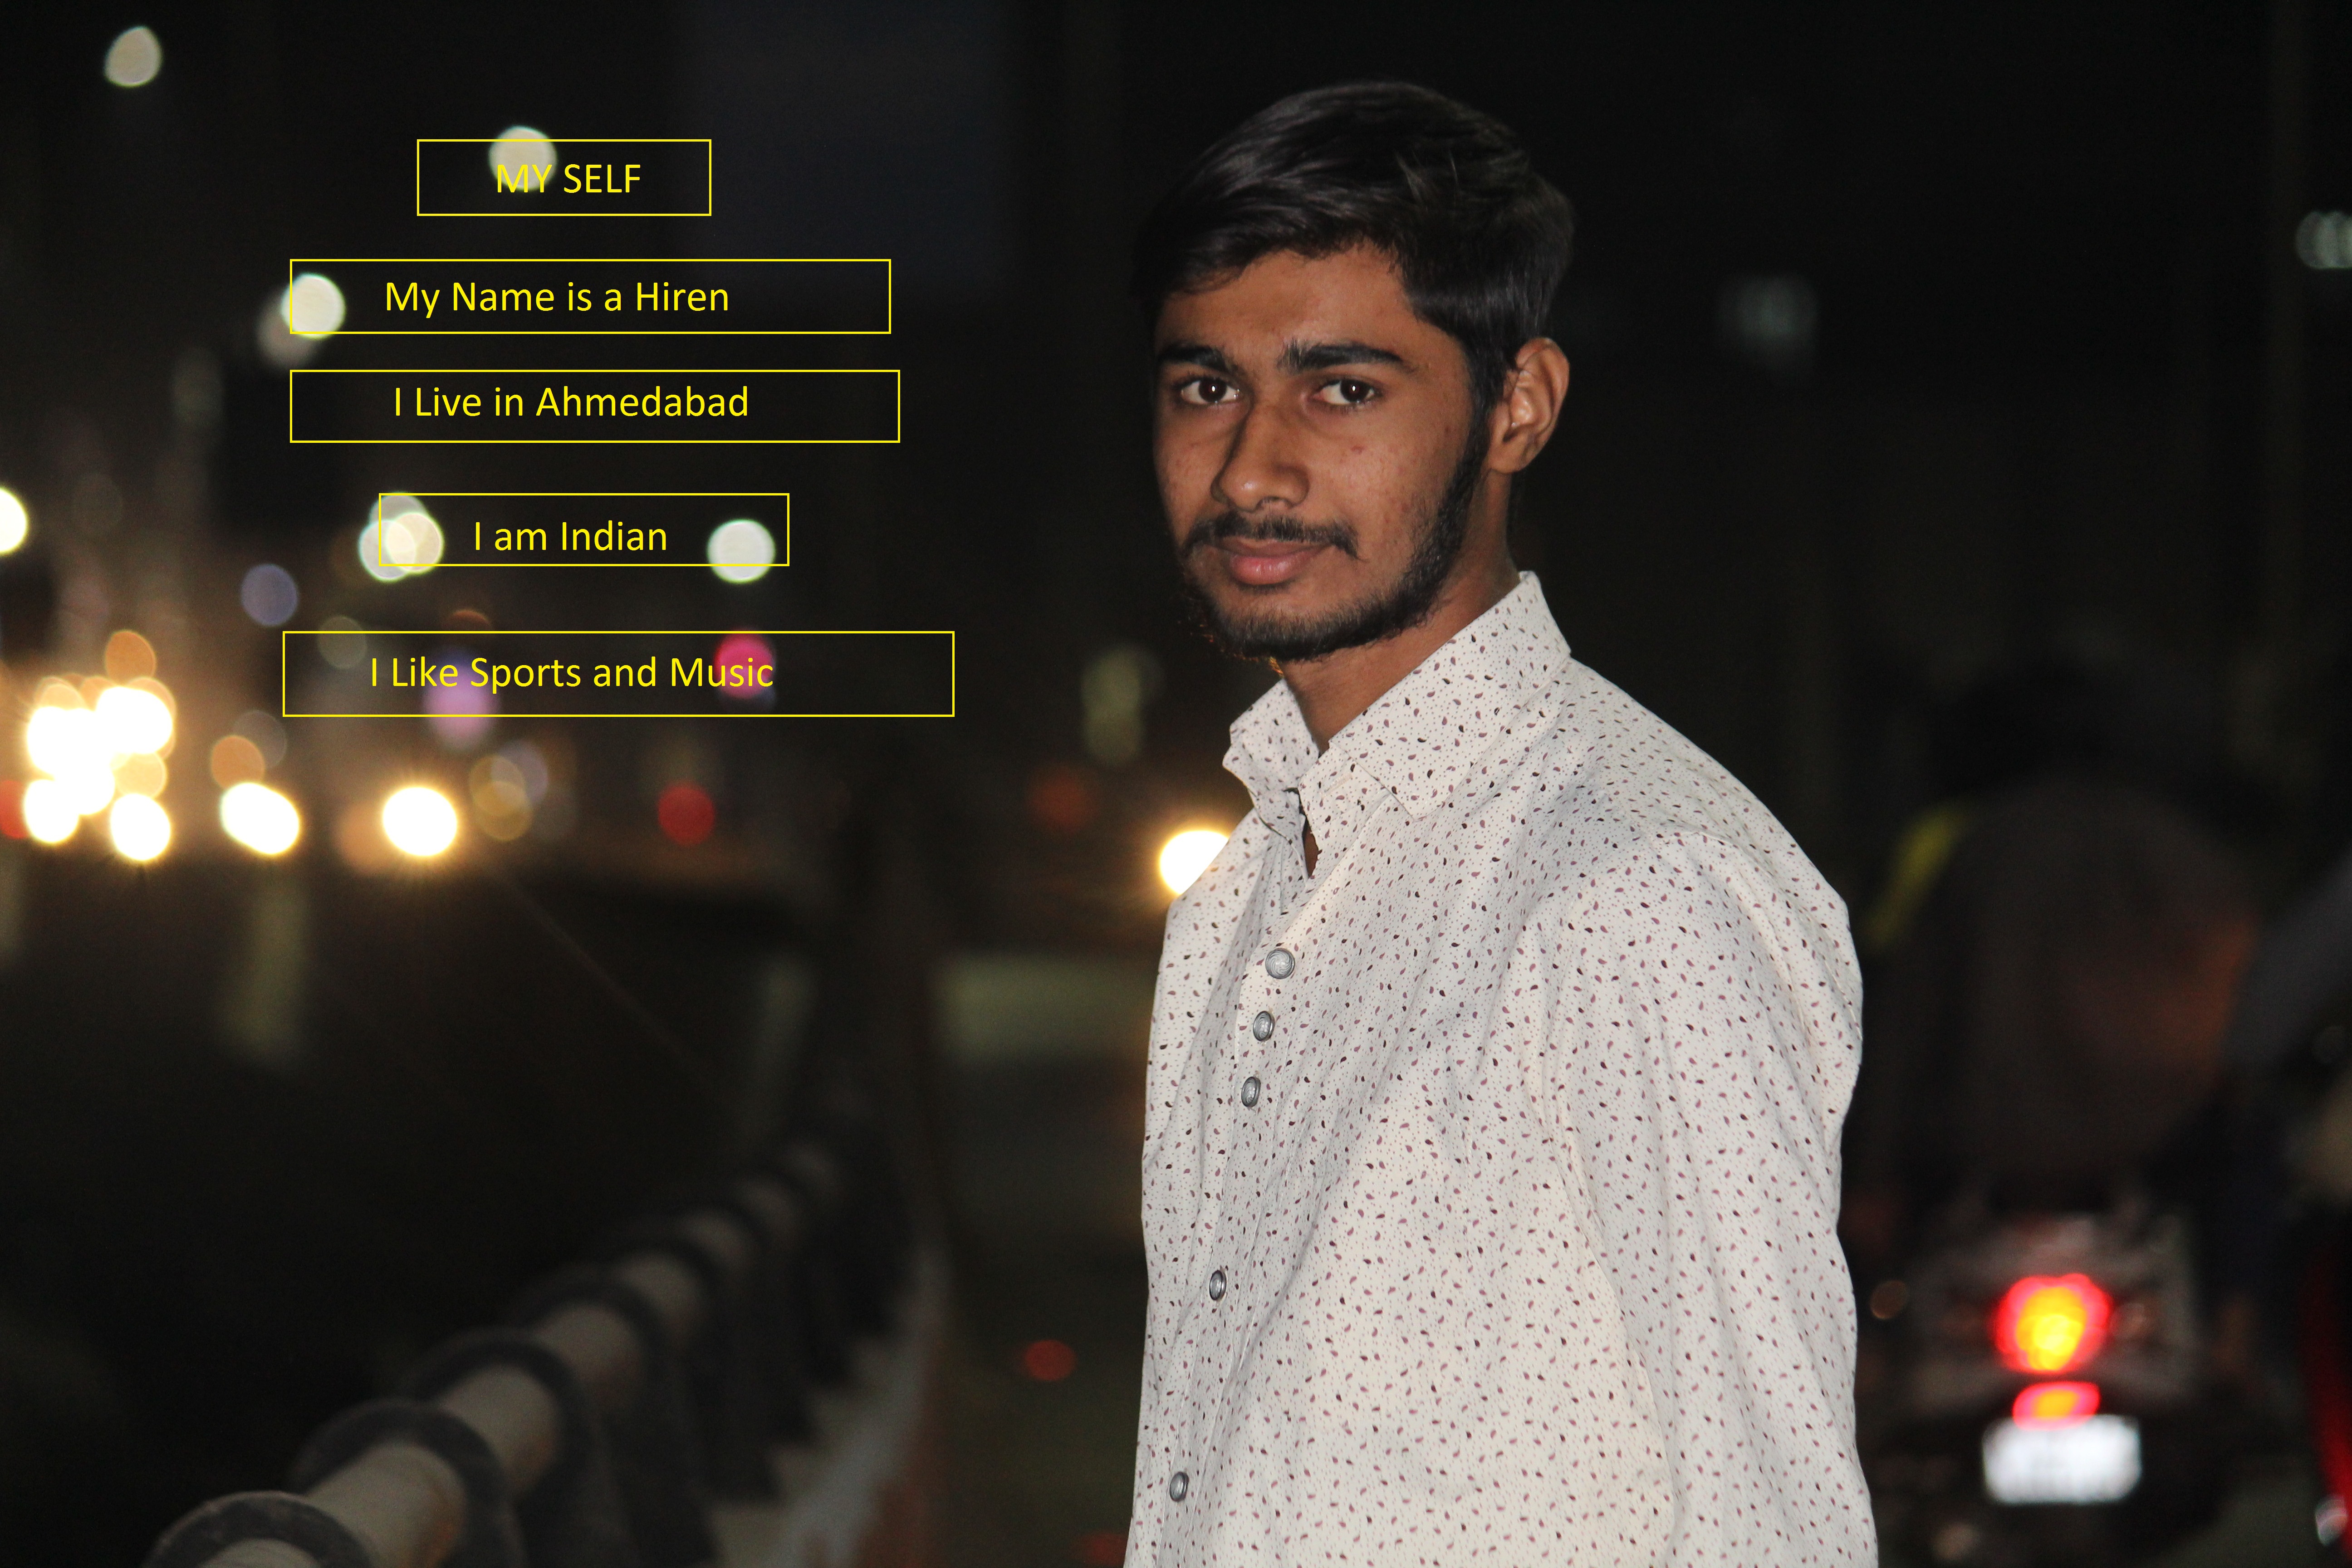 MY SELF
My Name is a Hiren
I Live in Ahmedabad
I am Indian
I Like Sports and Music